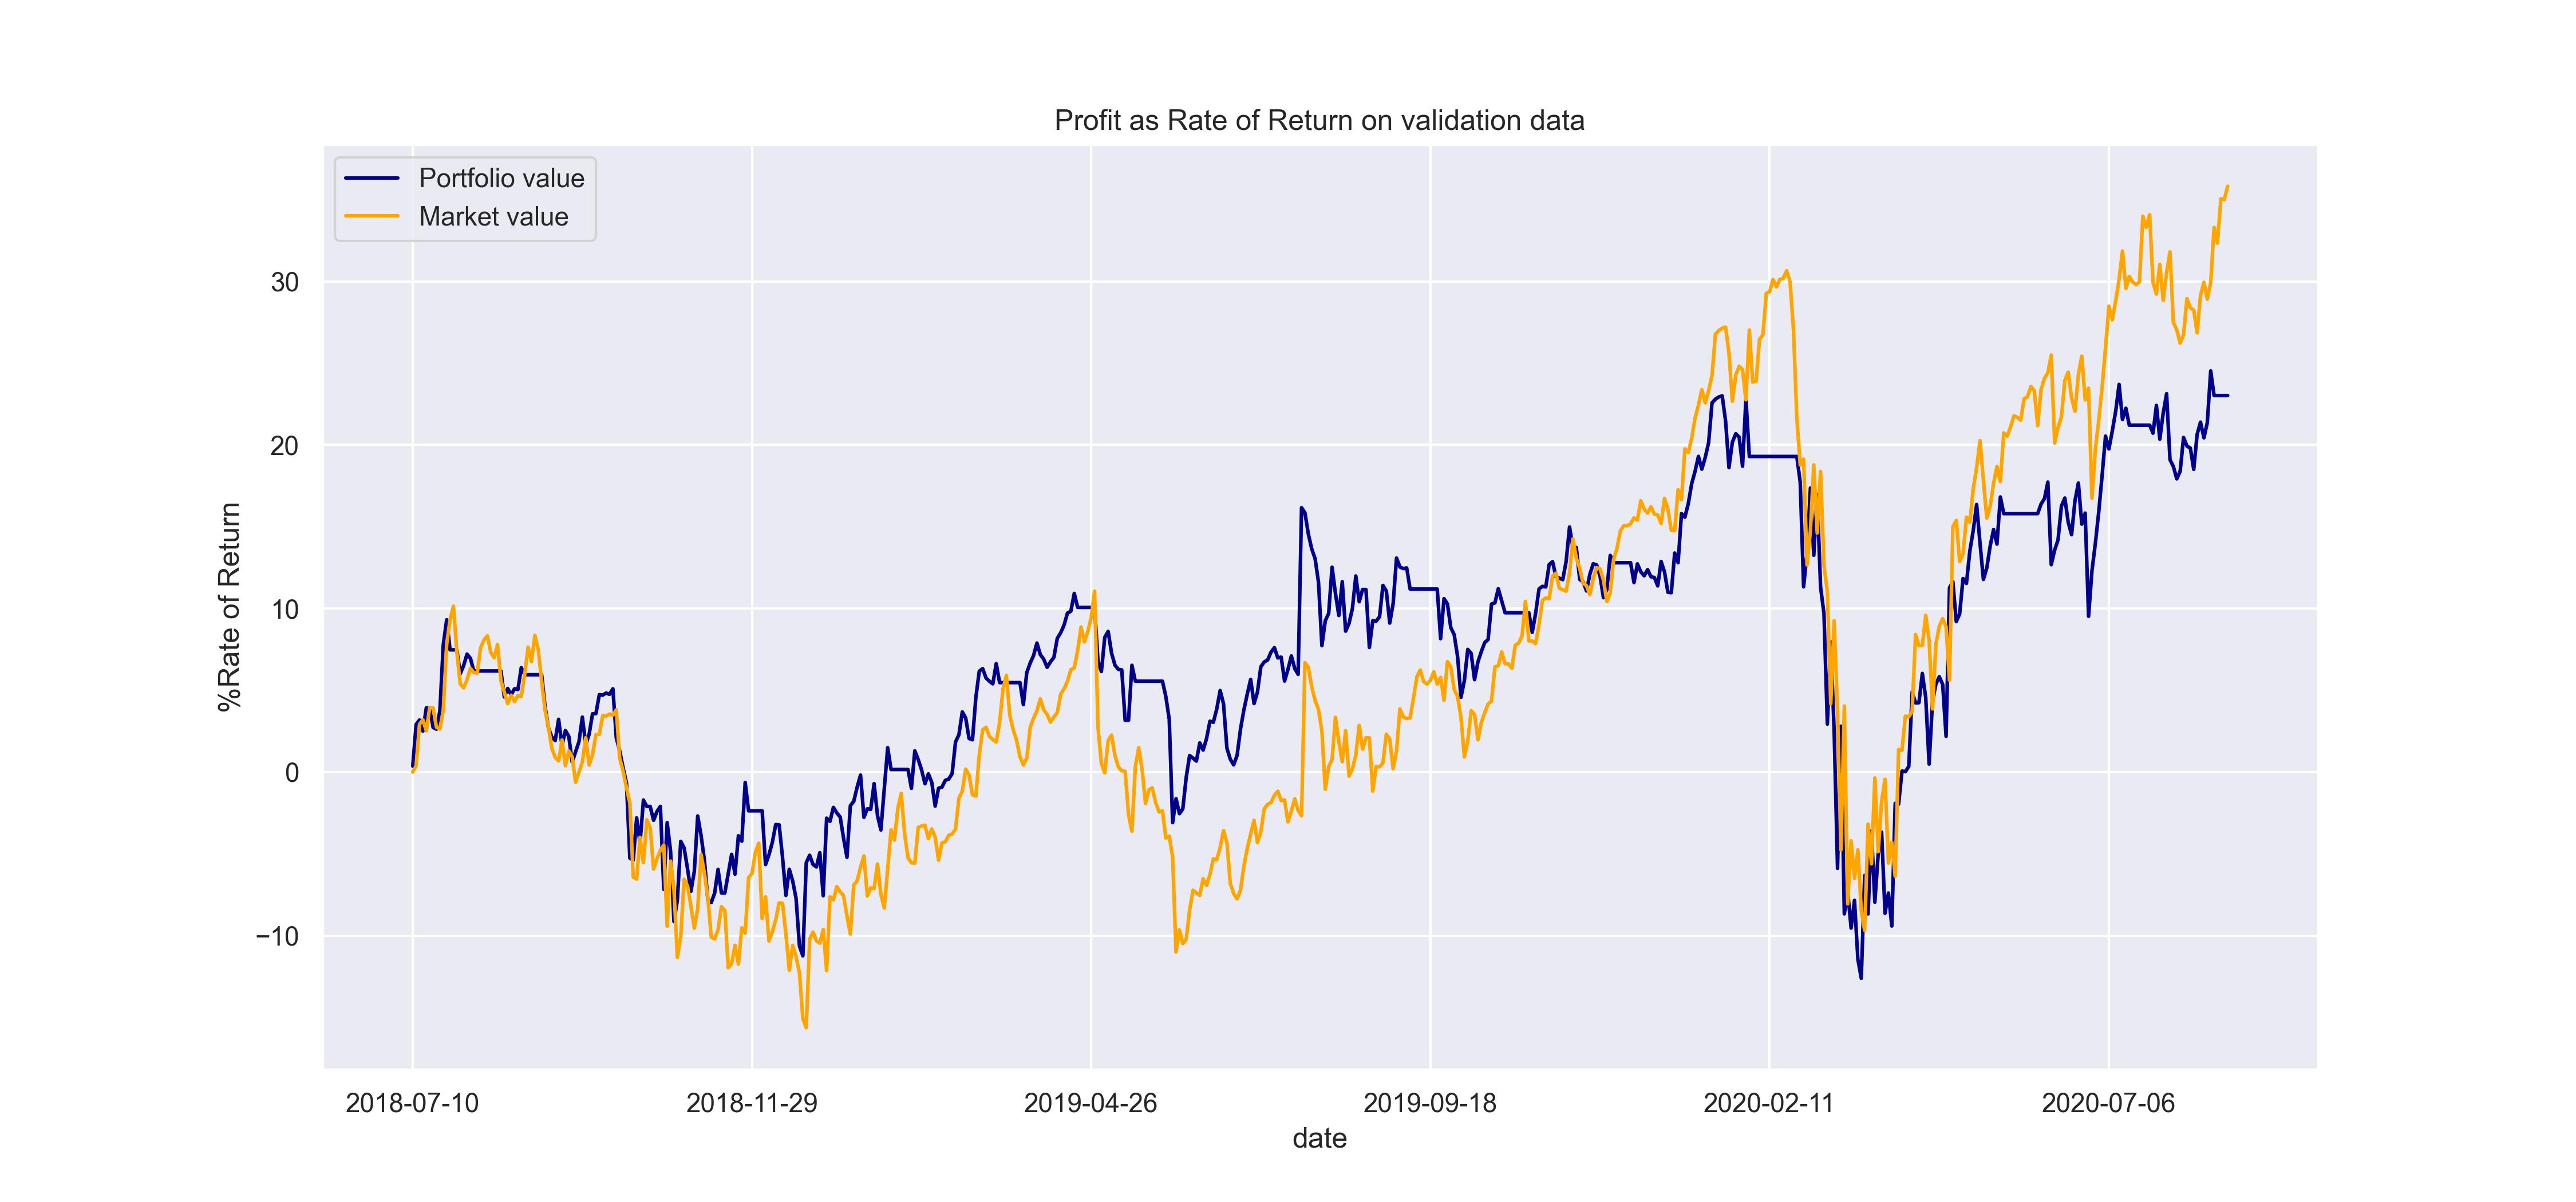 Profit as Rate of Return on validation data
Portfolio value
Market value
%Rate of Return
30
20
10
0
−10
2018-07-10
2018-11-29
2019-04-26
2019-09-18
2020-02-11
2020-07-06
date